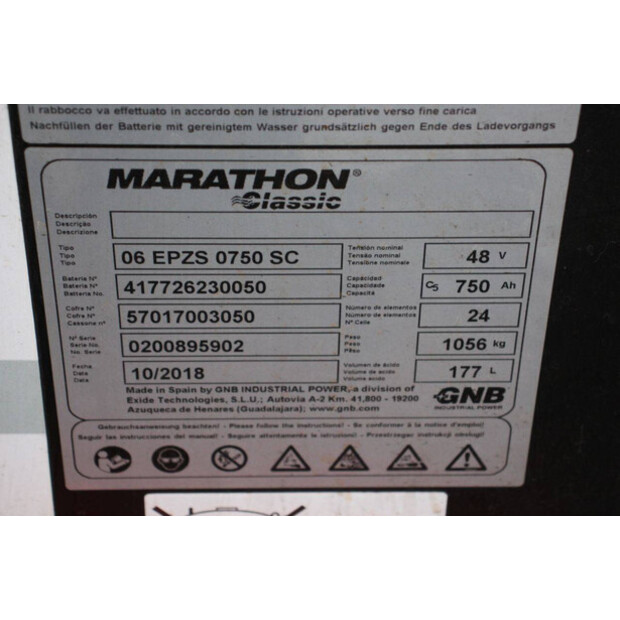 Il rabbocco va effettuato in accordo con le istruzioni operative verso fine carica
Nachfüllen der Batterie mit gereinigtem Wasser grundsätzlich gegen Ende des Ladevorgangs
MARATHON®
Classic
Descripción
Descrição
Descrizione
Tipo
Tipo
Tipo
06 EPZS 0750 SC
Tensión nominal
Tensão nominal
Tensione nominale
48 V
Batería Nº
Bateria Nº
Batteria No.
417726230050
Capacidad
Capacidade
Capacità
C5 750 Ah
Cofre Nº
Cofre Nº
Cassone nº
57017003050
Número de elementos
Número de elementos
N° Celle
24
Nº Serie
Serie No.
No. Serie
0200895902
Peso
Peso
Peso
1056 kg
Fecha
Data
Data
10/2018
Volumen de ácido
Volume de ácido
Volume acido
177 L
Made in Spain by GNB INDUSTRIAL POWER, a division of
Exide Technologies, S.L.U.; Autovia A-2 Km. 41,800 - 19200
Azuqueca de Henares (Guadalajara); www.gnb.com
GNB
INDUSTRIAL POWER
Gebrauchsanweisung beachten! - Please follow the instructions! - Se conformer à la notice d'emploi!
Seguir las instrucciones del manual! - Seguire attentamente le istruzioni! - Przestrzegac instrukcji obslugi!